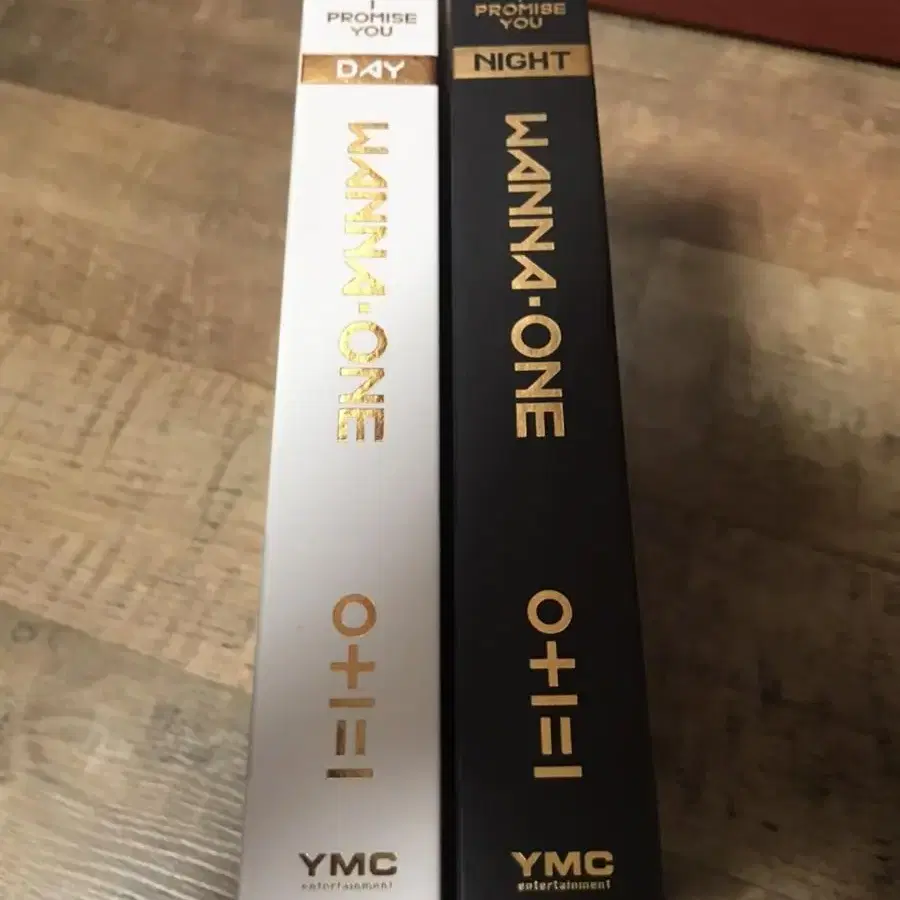 I
PROMISE
YOU
DAY
WANNA·ONE
0+1=1
YMC
entertainment
PROMISE
YOU
NIGHT
WANNA·ONE
0+1=1
YMC
entertainment